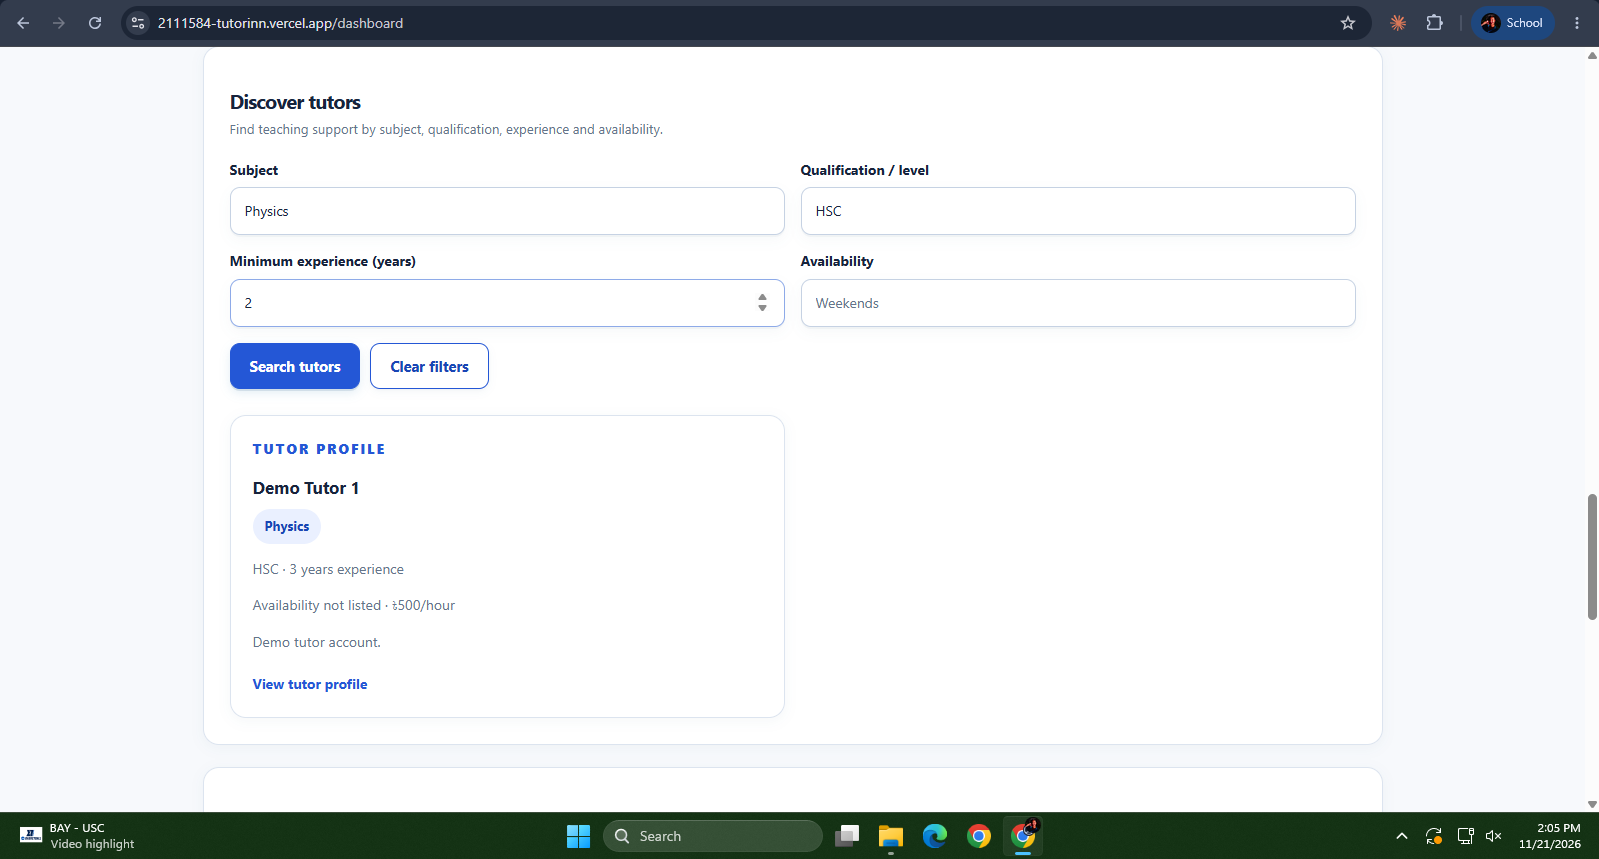 2111584-tutorinn.vercel.app/dashboard
School
Discover tutors
Find teaching support by subject, qualification, experience and availability.
Subject
Qualification / level
Physics
HSC
Minimum experience (years)
Availability
2
Weekends
Search tutors
Clear filters
TUTOR PROFILE
Demo Tutor 1
Physics
HSC · 3 years experience
Availability not listed · ৳500/hour
Demo tutor account.
View tutor profile
BAY - USC
Video highlight
Search
2:05 PM
11/21/2026